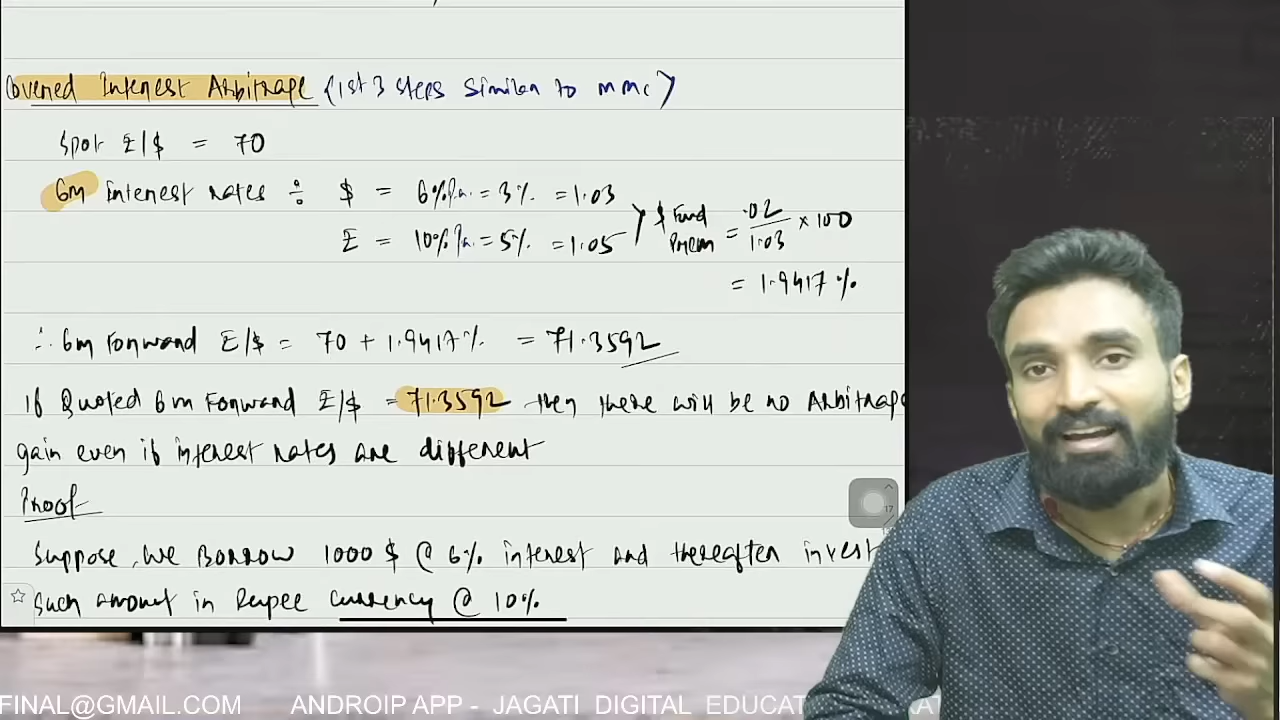 Covered Interest Arbitrage (1st 3 steps similar to MMC)
Spot ₹/$ = 70
6m Interest rates ÷ $ = 6% P.a. = 3% = 1.03
₹ = 10% P.a. = 5% = 1.05
$ Fwd Prem = .02/1.03 × 100
= 1.9417%
∴ 6m Forward ₹/$ = 70 + 1.9417% = 71.3592
If Quoted 6m Forward ₹/$ = 71.3592 then there will be no Arbitrage
gain even if interest rates are different
Proof
Suppose, We Borrow 1000 $ @ 6% interest and thereafter invest
Such amount in Rupee currency @ 10%
17
FINAL@GMAIL.COM ANDROIP APP - JAGATI DIGITAL EDUCAT